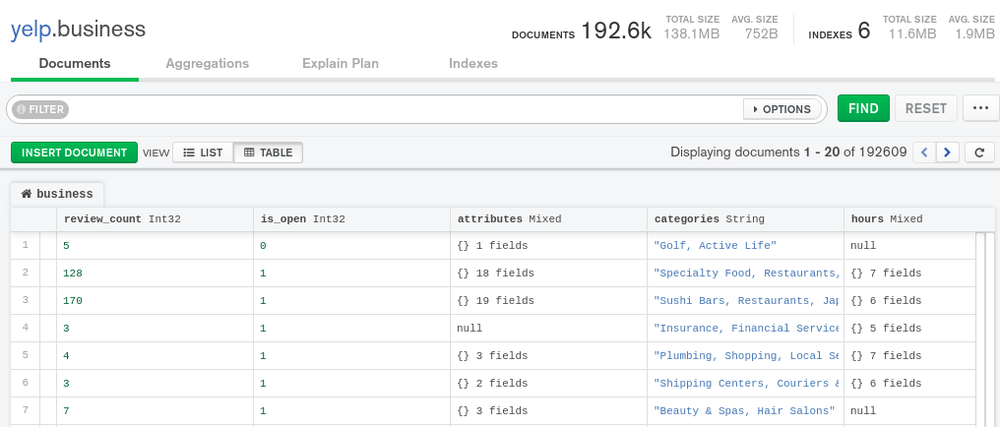 yelp.business
DOCUMENTS 192.6k TOTAL SIZE 138.1MB AVG. SIZE 752B INDEXES 6 TOTAL SIZE 11.6MB AVG. SIZE 1.9MB
Documents Aggregations Explain Plan Indexes
FILTER OPTIONS FIND RESET ...
INSERT DOCUMENT VIEW LIST TABLE Displaying documents 1 - 20 of 192609 < > C
business
review_count Int32 is_open Int32 attributes Mixed categories String hours Mixed
1 5 0 {} 1 fields "Golf, Active Life" null
2 128 1 {} 18 fields "Specialty Food, Restaurants, {} 7 fields
3 170 1 {} 19 fields "Sushi Bars, Restaurants, Jap {} 6 fields
4 3 1 null "Insurance, Financial Service {} 5 fields
5 4 1 {} 3 fields "Plumbing, Shopping, Local Se {} 7 fields
6 3 1 {} 2 fields "Shipping Centers, Couriers & {} 6 fields
7 7 1 {} 3 fields "Beauty & Spas, Hair Salons" null